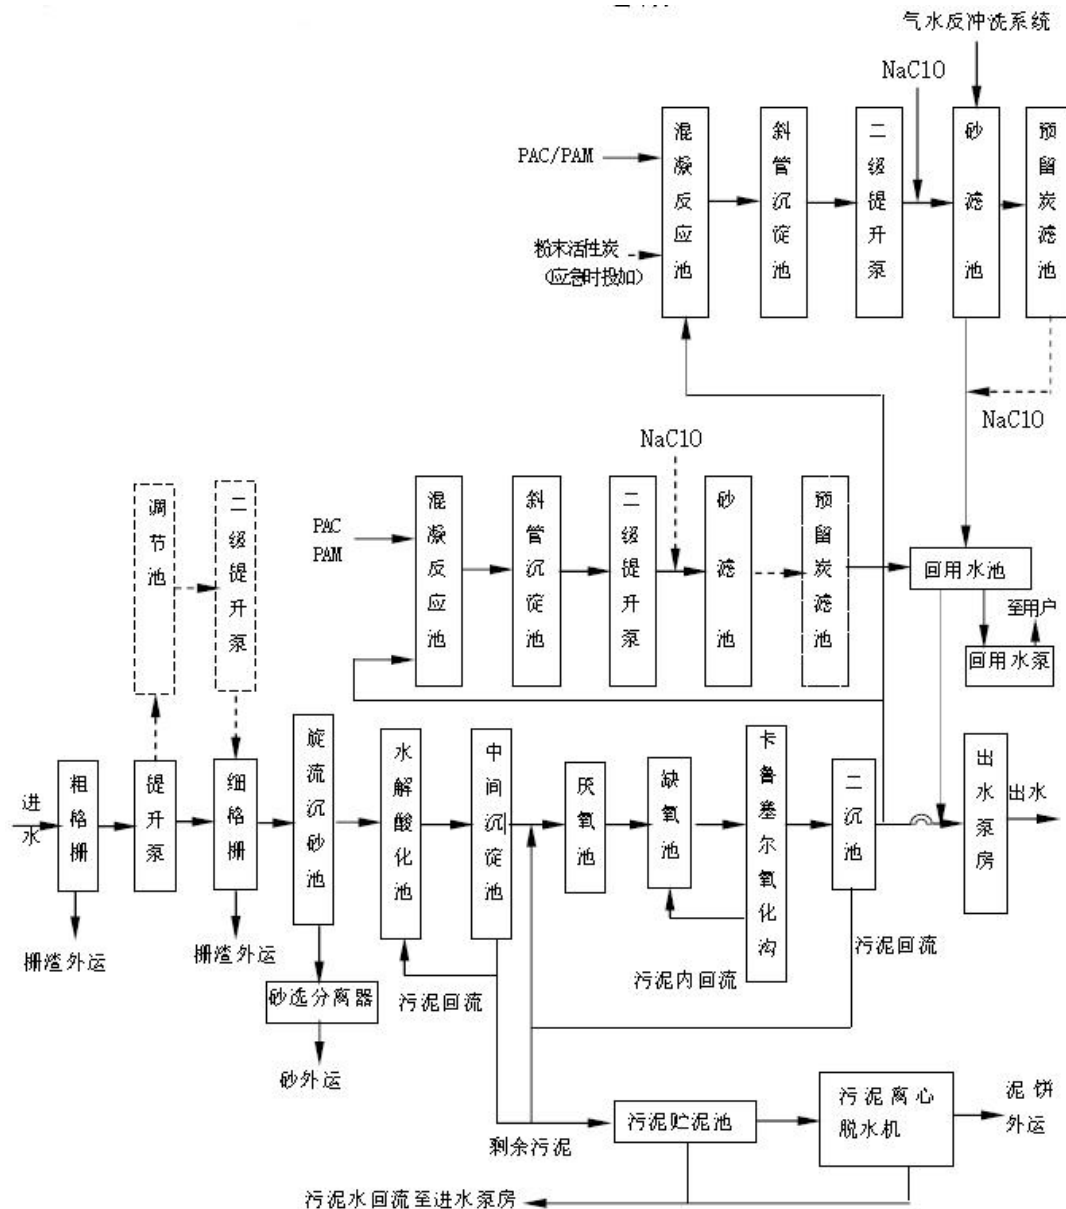 气水反冲洗系统
NaClO
混凝反应池
斜管沉淀池
二级提升泵
砂滤池
预留炭滤池
PAC/PAM
粉末活性炭
(应急时投加)
NaClO
NaClO
调节池
二级提升泵
PAC
PAM
混凝反应池
斜管沉淀池
二级提升泵
砂滤池
预留炭滤池
回用水池
至用户
回用水泵
进水
粗格栅
提升泵
细格栅
旋流沉砂池
水解酸化池
中间沉淀池
厌氧池
缺氧池
卡鲁塞尔氧化沟
二沉池
出水泵房
出水
栅渣外运
栅渣外运
砂选分离器
砂外运
污泥回流
污泥内回流
污泥回流
剩余污泥
污泥贮泥池
污泥离心
脱水机
泥饼
外运
污泥水回流至进水泵房